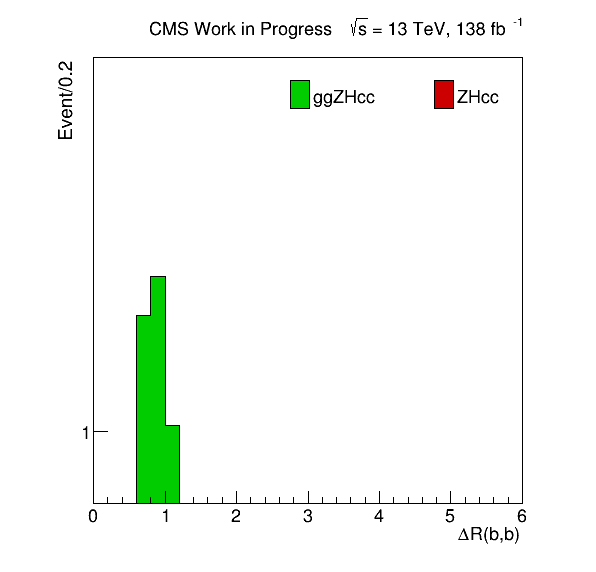 CMS Work in Progress √s = 13 TeV, 138 fb⁻¹
Event/0.2
ggZHcc ZHcc
1
0 1 2 3 4 5 6
ΔR(b,b)